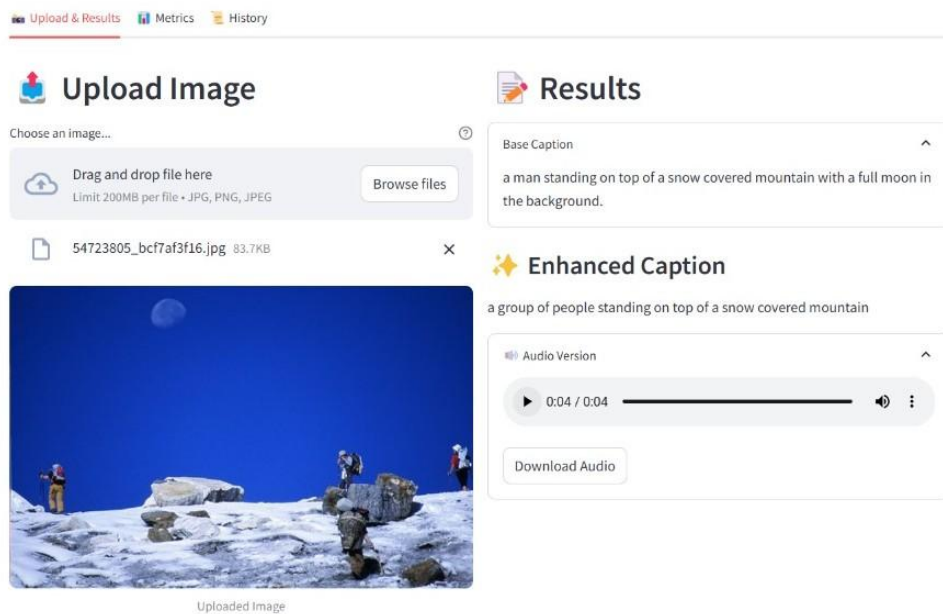 Upload & Results
Metrics
History
Upload Image
Choose an image...
Drag and drop file here
Limit 200MB per file • JPG, PNG, JPEG
Browse files
54723805_bcf7af3f16.jpg 83.7KB
Uploaded Image
Results
Base Caption
a man standing on top of a snow covered mountain with a full moon in
the background.
Enhanced Caption
a group of people standing on top of a snow covered mountain
Audio Version
0:04 / 0:04
Download Audio